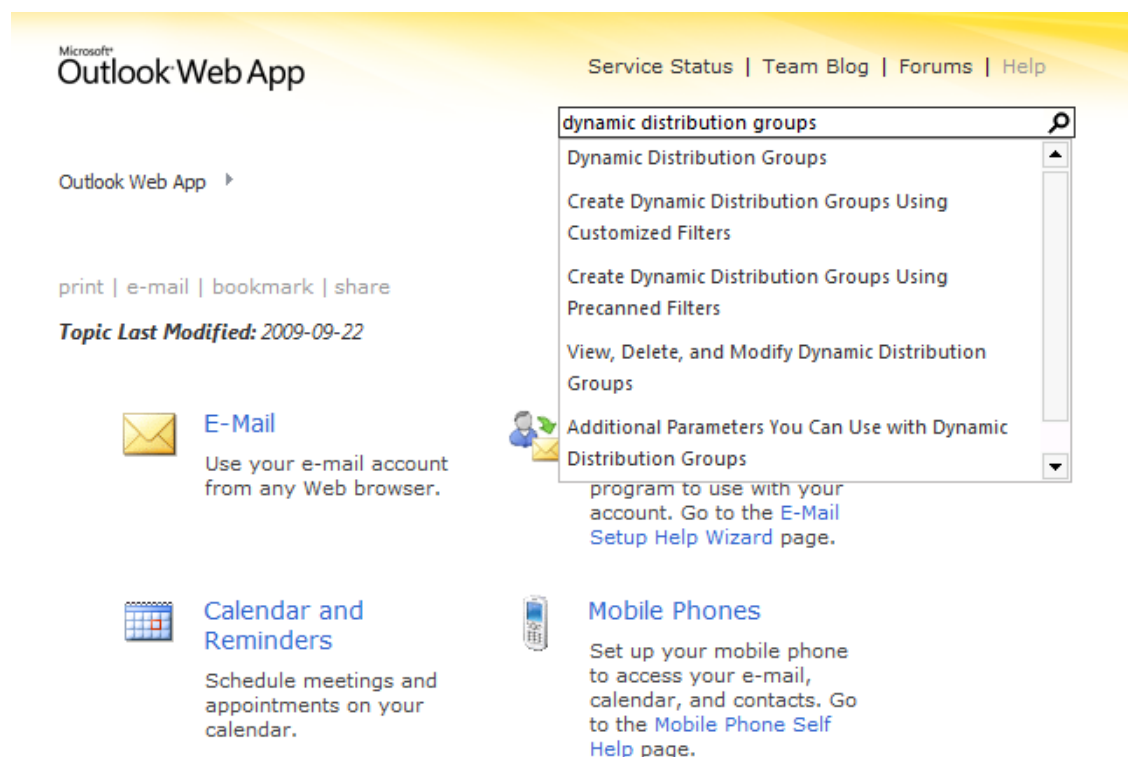 Microsoft®
Outlook Web App
Service Status | Team Blog | Forums | Help
dynamic distribution groups
Dynamic Distribution Groups
Outlook Web App
Create Dynamic Distribution Groups Using
Customized Filters
Create Dynamic Distribution Groups Using
Precanned Filters
print | e-mail | bookmark | share
Topic Last Modified: 2009-09-22
View, Delete, and Modify Dynamic Distribution
Groups
Additional Parameters You Can Use with Dynamic
Distribution Groups
E-Mail
Use your e-mail account
from any Web browser.
program to use with your
account. Go to the E-Mail
Setup Help Wizard page.
Calendar and
Reminders
Schedule meetings and
appointments on your
calendar.
Mobile Phones
Set up your mobile phone
to access your e-mail,
calendar, and contacts. Go
to the Mobile Phone Self
Help page.